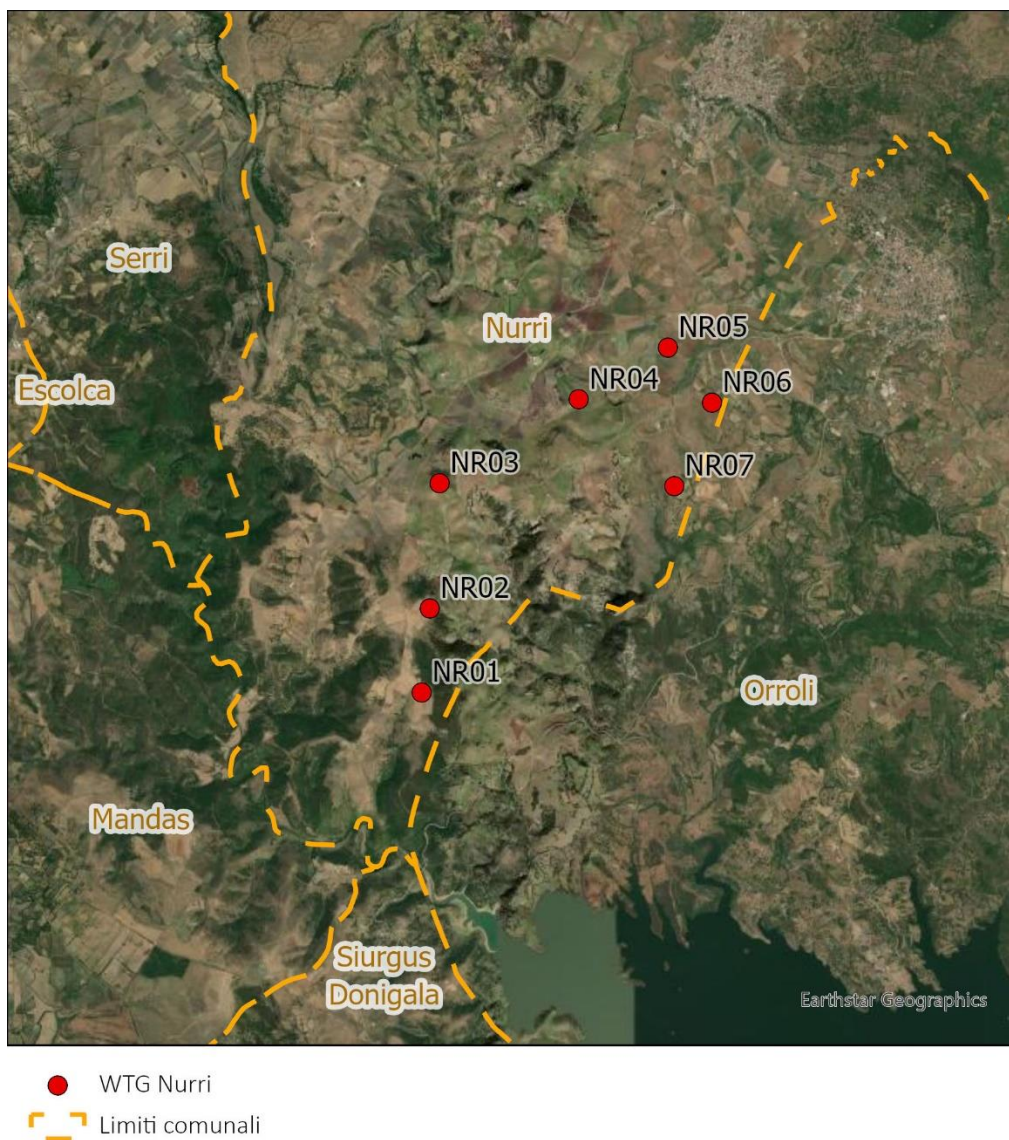 Serri
Nurri
NR05
Escolca
NR04
NR06
NR03
NR07
NR02
NR01
Orroli
Mandas
Siurgus
Donigala
Earthstar Geographics
WTG Nurri
Limiti comunali